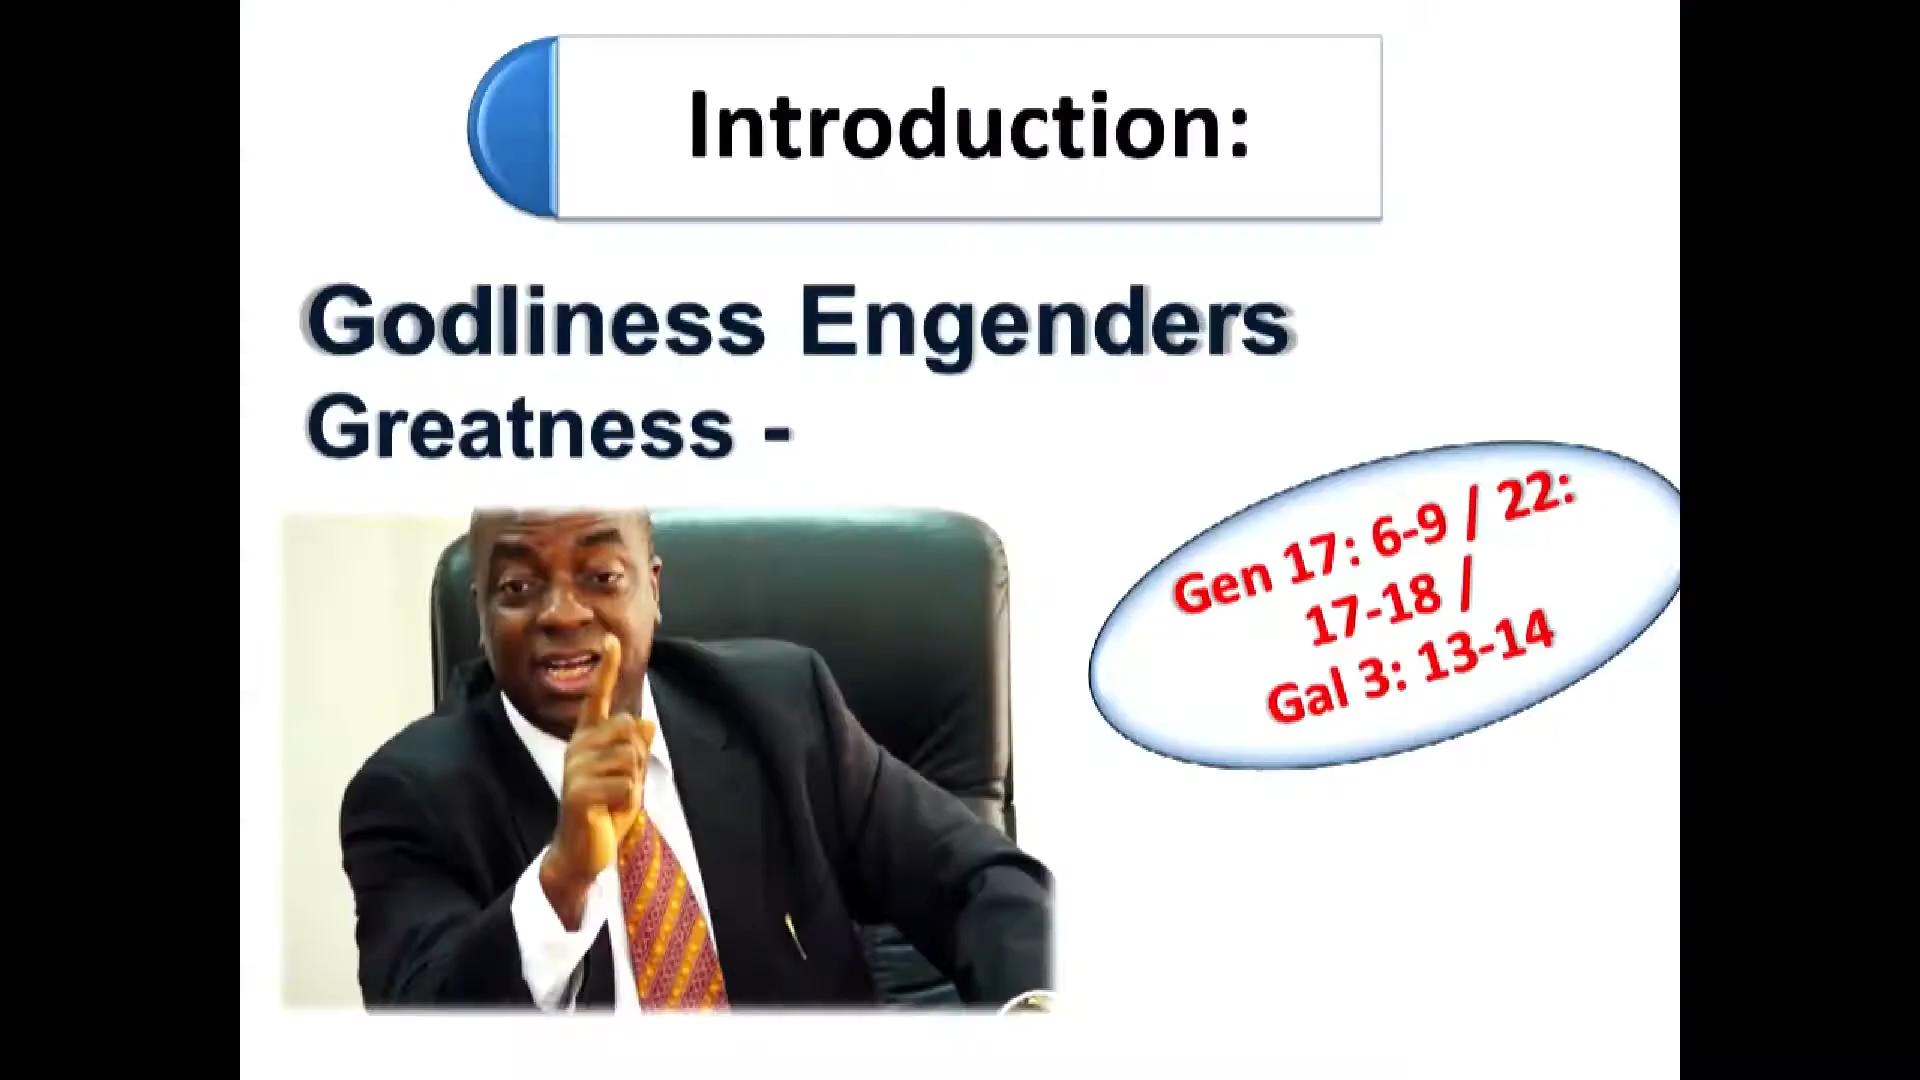 Introduction:
Godliness Engenders
Greatness -
Gen 17: 6-9 / 22:
17-18 /
Gal 3: 13-14